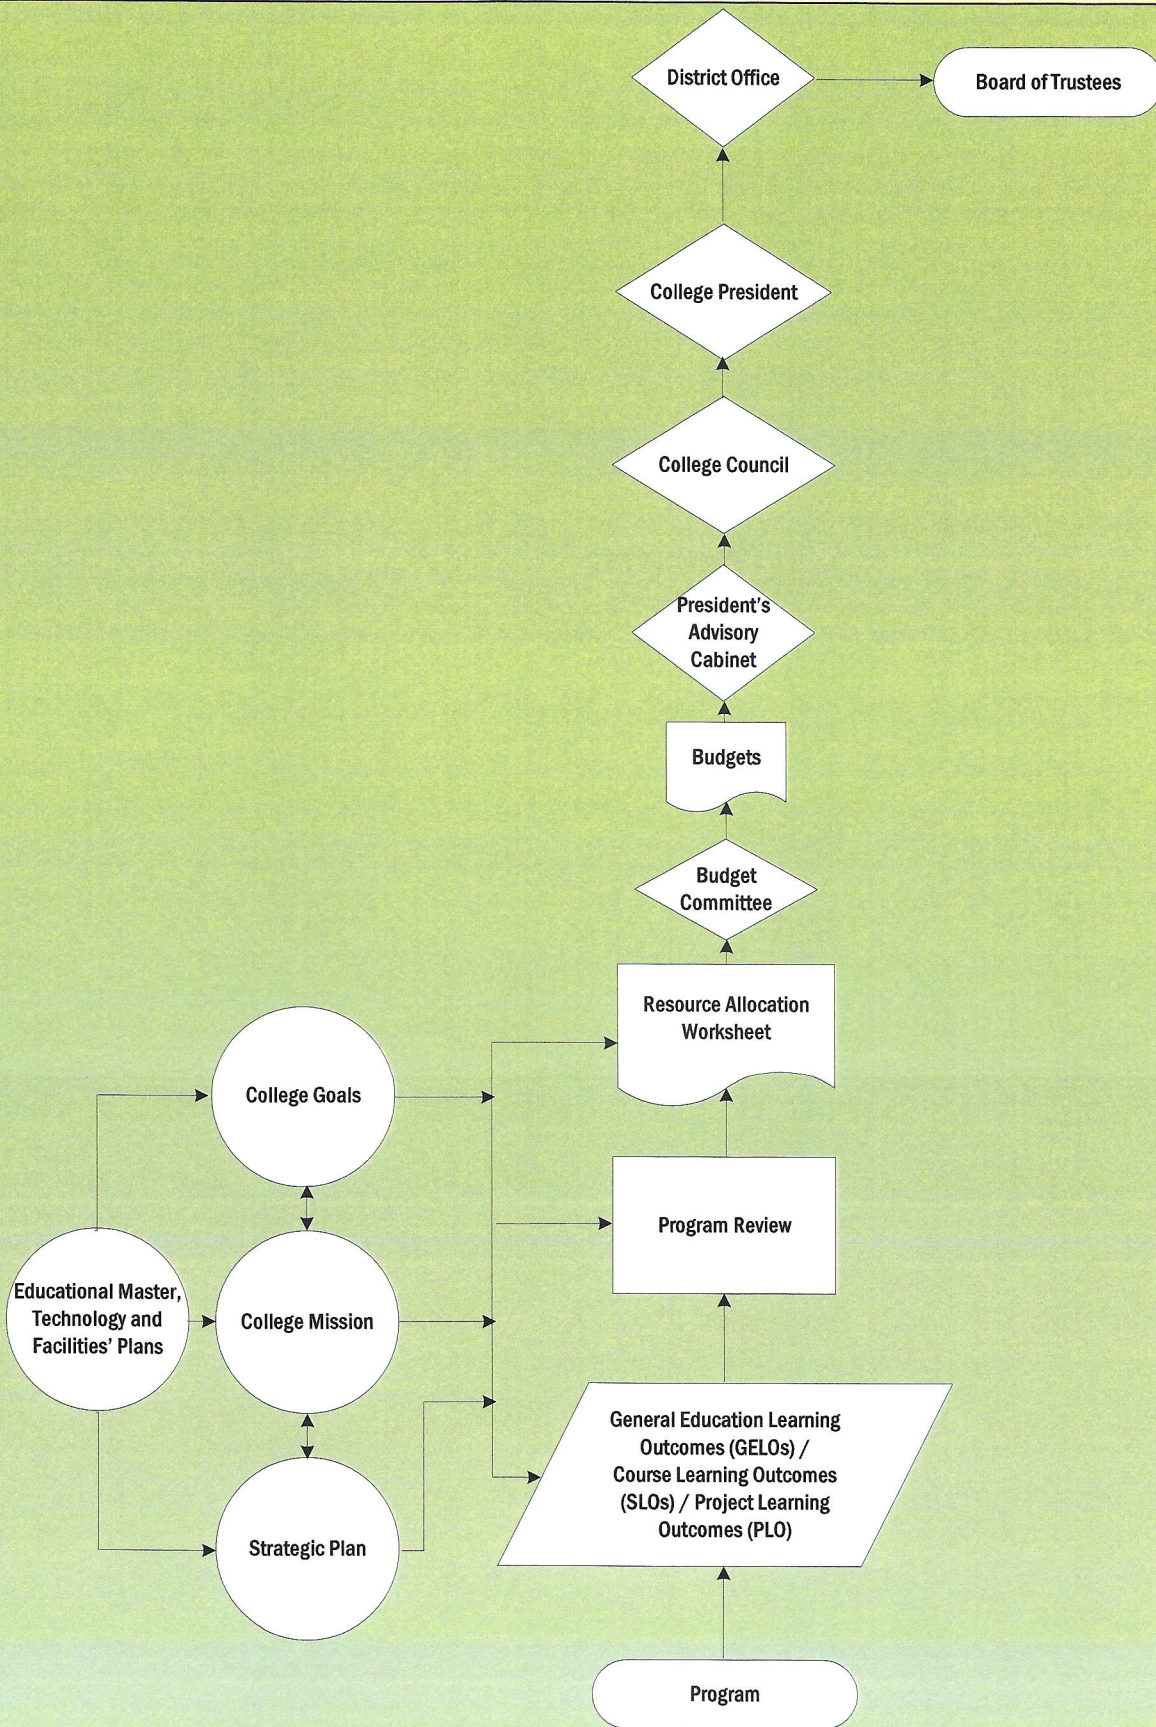 District Office
Board of Trustees
College President
College Council
President's
Advisory
Cabinet
Budgets
Budget
Committee
Resource Allocation
Worksheet
College Goals
Program Review
Educational Master,
Technology and
Facilities' Plans
College Mission
General Education Learning
Outcomes (GELOs) /
Course Learning Outcomes
(SLOs) / Project Learning
Outcomes (PLO)
Strategic Plan
Program